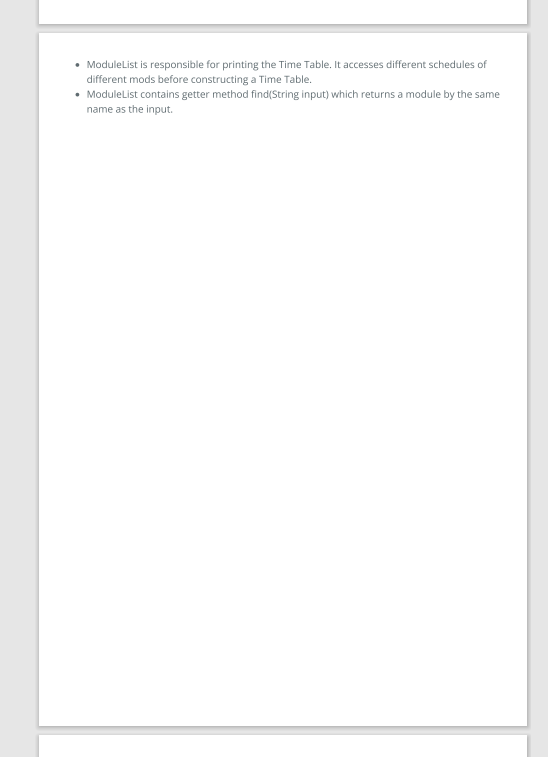 • ModuleList is responsible for printing the Time Table. It accesses different schedules of
different mods before constructing a Time Table.
• ModuleList contains getter method find(String input) which returns a module by the same
name as the input.